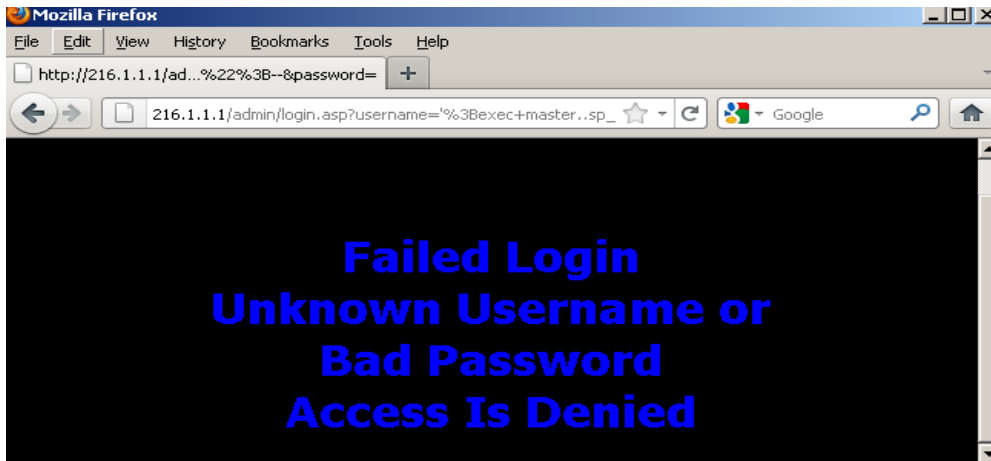 Mozilla Firefox
File Edit View History Bookmarks Tools Help
http://216.1.1.1/ad...%22%3B--&password=
216.1.1.1/admin/login.asp?username='%3Bexec+master..sp_
Google
Failed Login
Unknown Username or
Bad Password
Access Is Denied